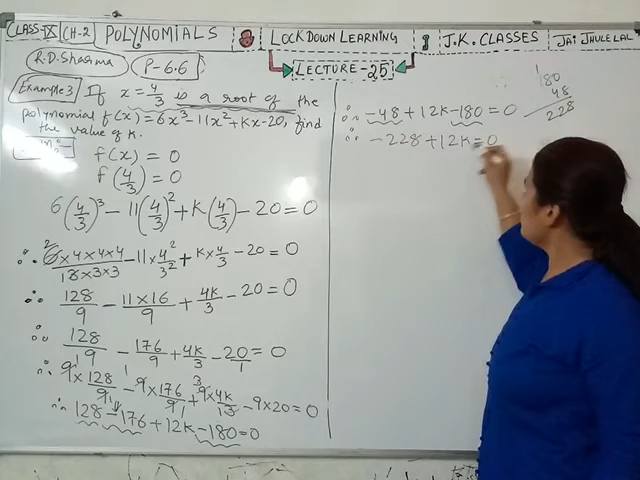 CLASS-IX CH-2 POLYNOMIALS
LOCKDOWN LEARNING
J.K. CLASSES
JAI JHULELAL
R.D. Sharma
P-6.6
LECTURE-25
Example 3 If x = 4/3 is a root of the
polynomial f(x) = 6x³ - 11x² + kx - 20, find
the value of k.
f(x) = 0
f(4/3) = 0
6(4/3)³ - 11(4/3)² + k(4/3) - 20 = 0
∴ 6 × 4 × 4 × 4 / 3 × 3 × 3 - 11 × 4²/3² + k × 4/3 - 20 = 0
∴ 128/9 - 11 × 16/9 + 4k/3 - 20 = 0
∴ 128/9 - 176/9 + 4k/3 - 20/1 = 0
∴ 9 × 128/9 - 9 × 176/9 + 9 × 4k/3 - 9 × 20 = 0
∴ 128 - 176 + 12k - 180 = 0
∴ -48 + 12k - 180 = 0
∴ -228 + 12k = 0
180
48
228